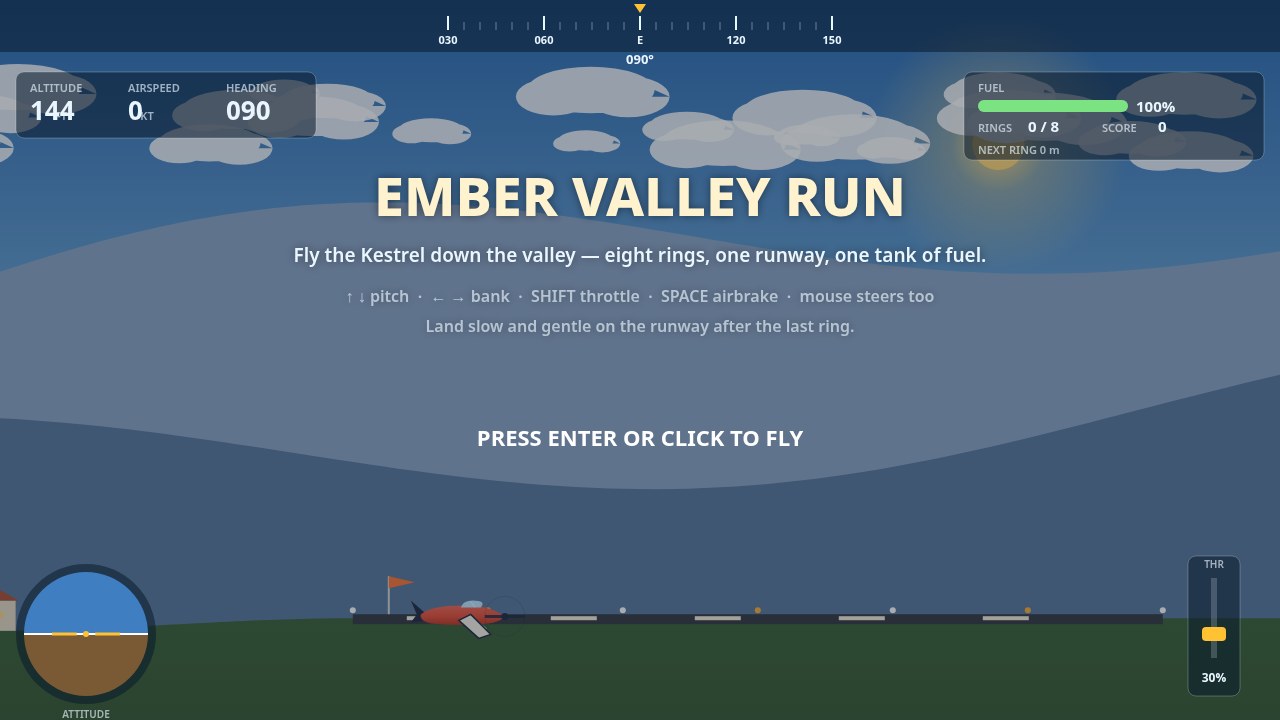 030 060 E 120 150
090°
ALTITUDE AIRSPEED HEADING
144 0 KT 090
FUEL
100%
RINGS 0 / 8 SCORE 0
NEXT RING 0 m
EMBER VALLEY RUN
Fly the Kestrel down the valley — eight rings, one runway, one tank of fuel.
↑ ↓ pitch · ← → bank · SHIFT throttle · SPACE airbrake · mouse steers too
Land slow and gentle on the runway after the last ring.
PRESS ENTER OR CLICK TO FLY
THR
30%
ATTITUDE